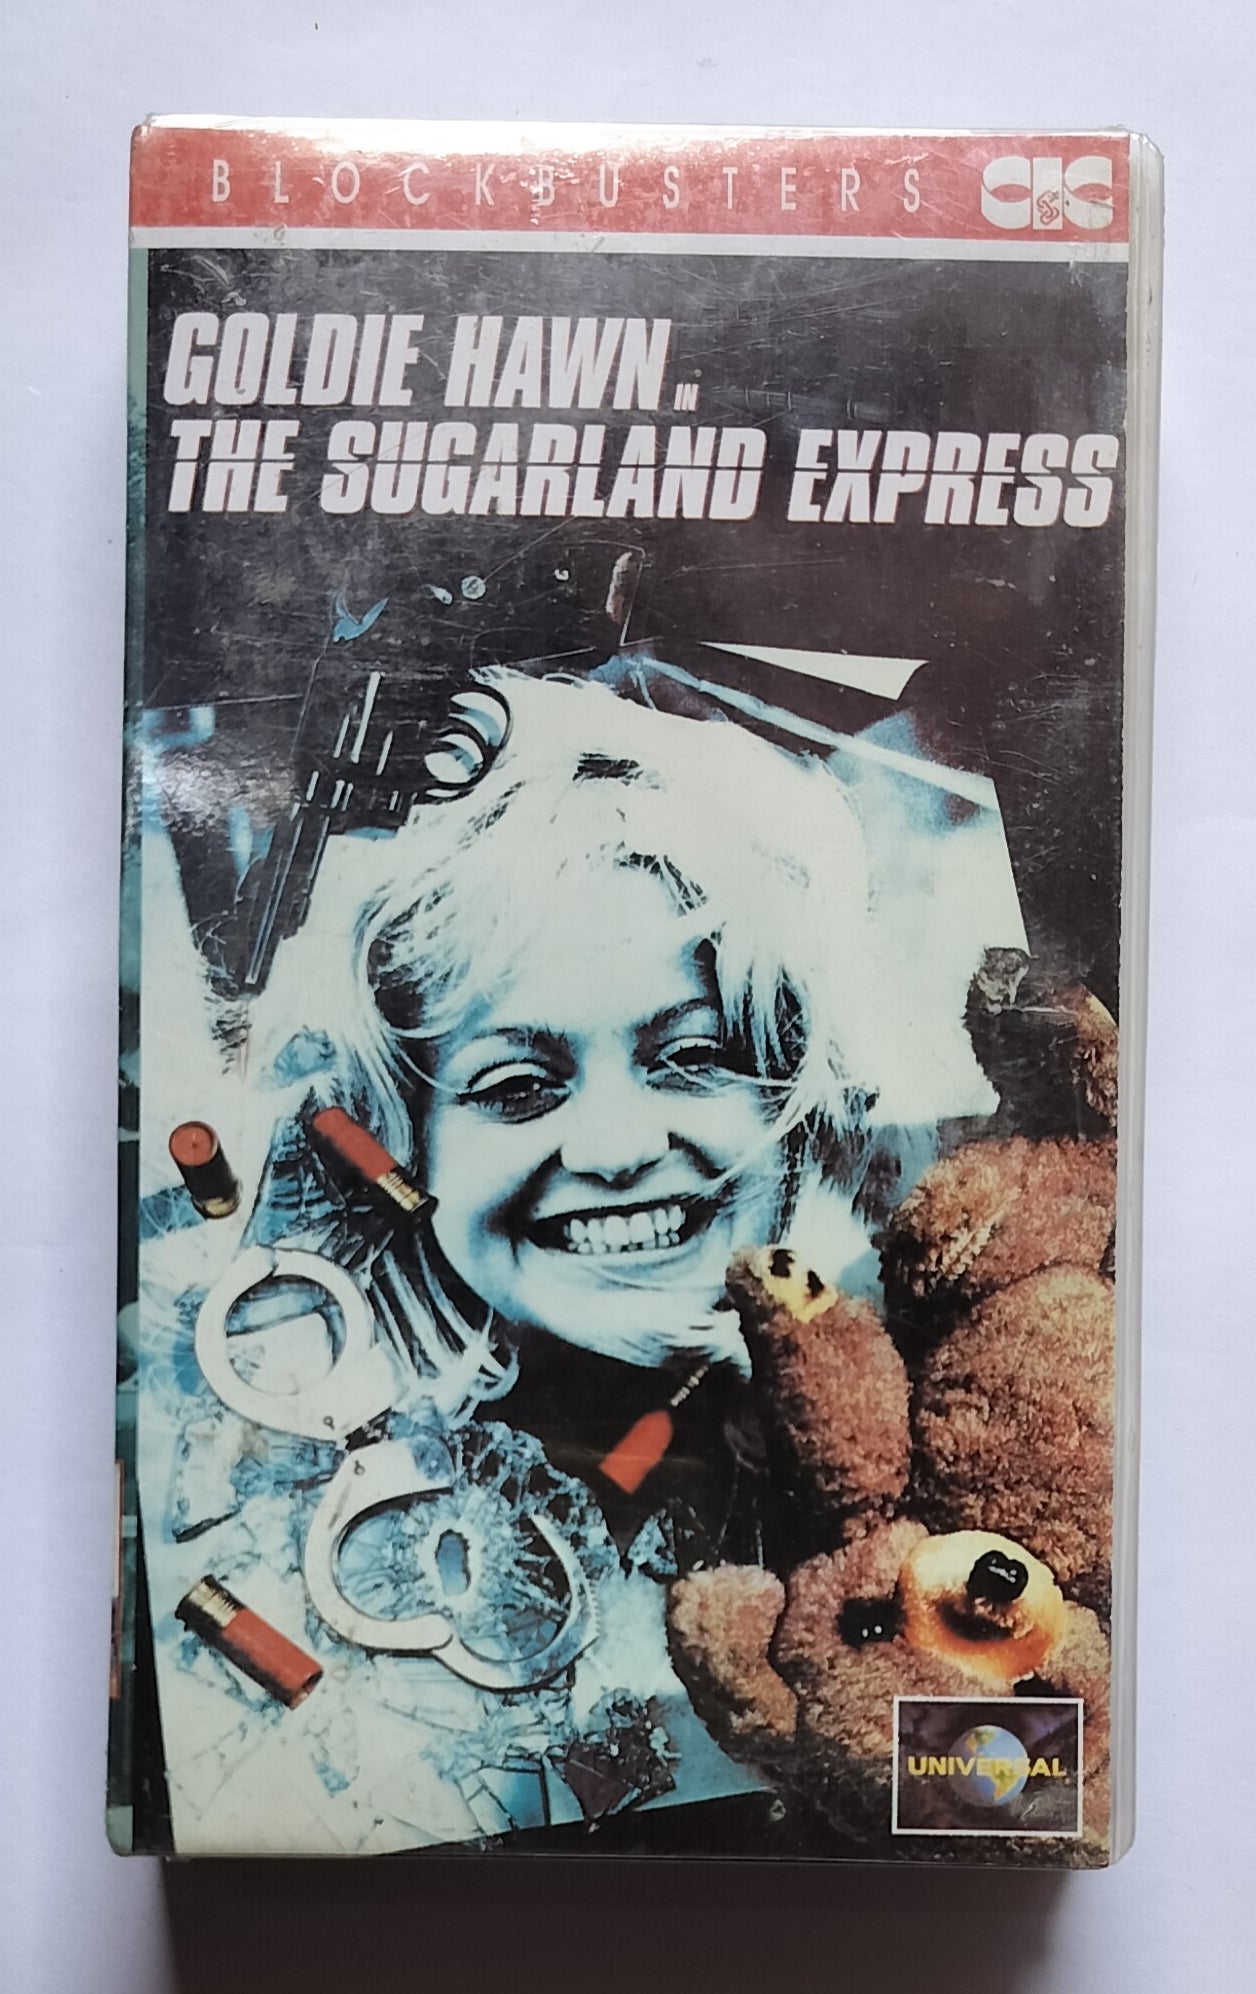 BLOCKBUSTERS CIC
GOLDIE HAWN IN
THE SUGARLAND EXPRESS
UNIVERSAL